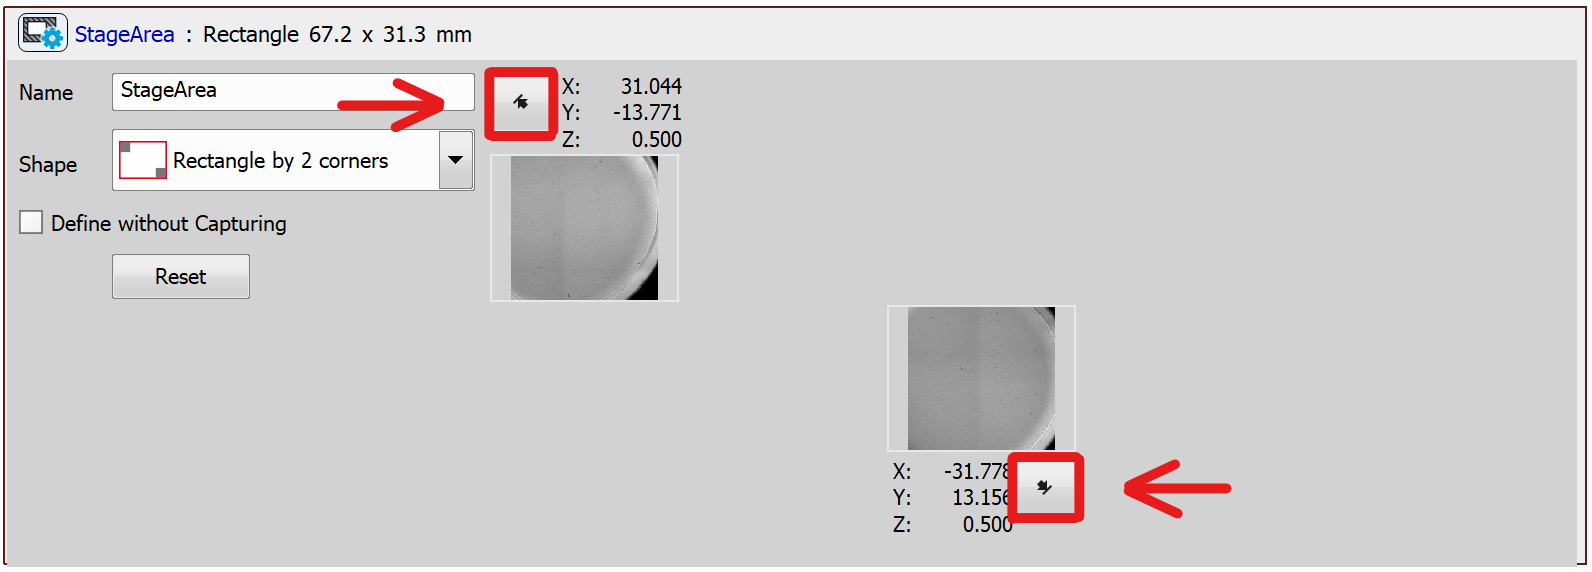 StageArea : Rectangle 67.2 x 31.3 mm
Name StageArea
X: 31.044
Y: -13.771
Z: 0.500
Shape Rectangle by 2 corners
Define without Capturing
Reset
X: -31.778
Y: 13.156
Z: 0.500